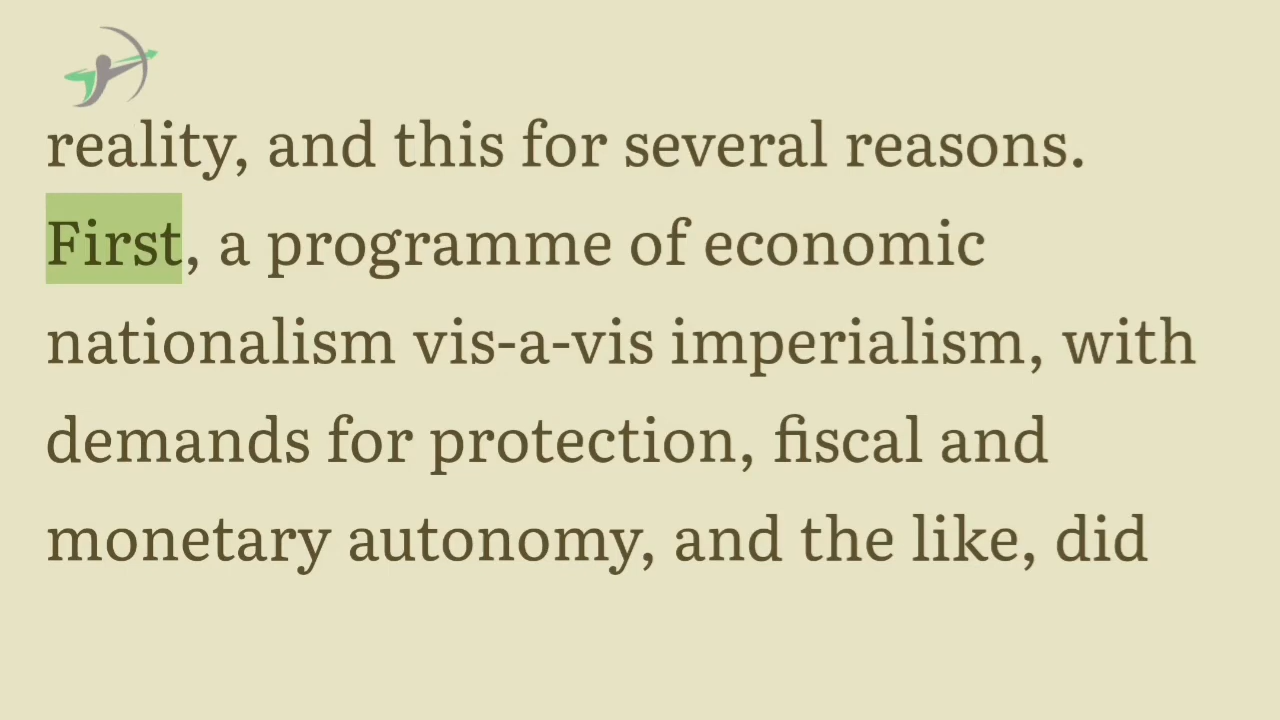 reality, and this for several reasons.
First, a programme of economic
nationalism vis-a-vis imperialism, with
demands for protection, fiscal and
monetary autonomy, and the like, did